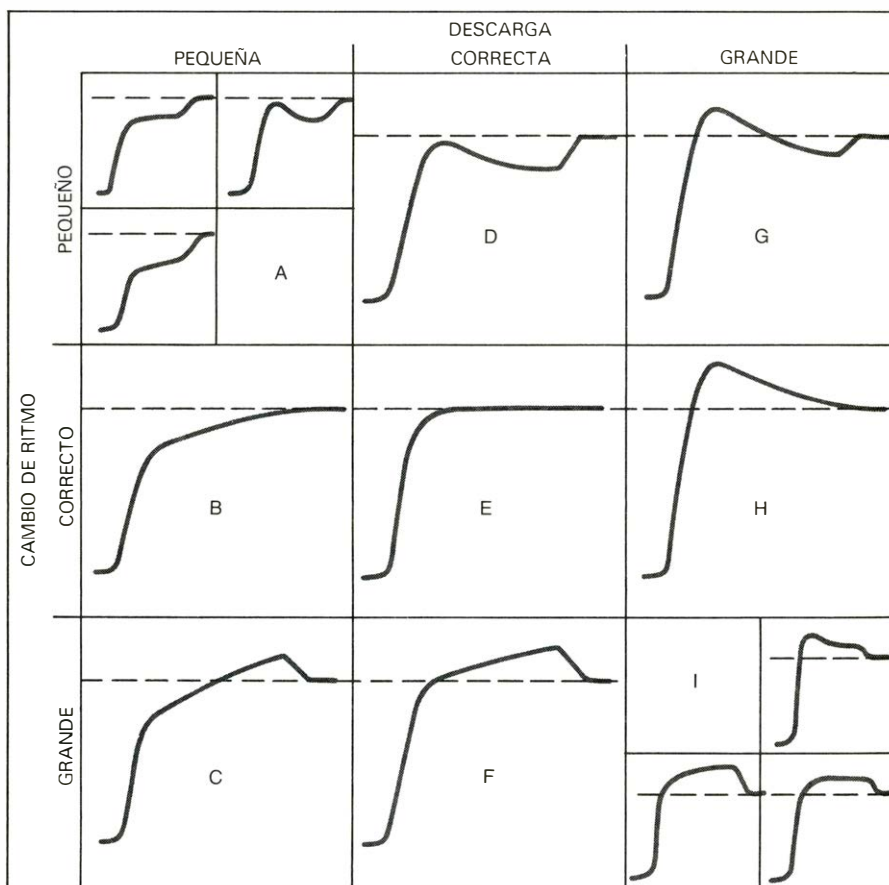 DESCARGA
PEQUEÑA CORRECTA GRANDE
CAMBIO DE RITMO
PEQUEÑO
A
D
G
CORRECTO
B
E
H
GRANDE
C
F
I